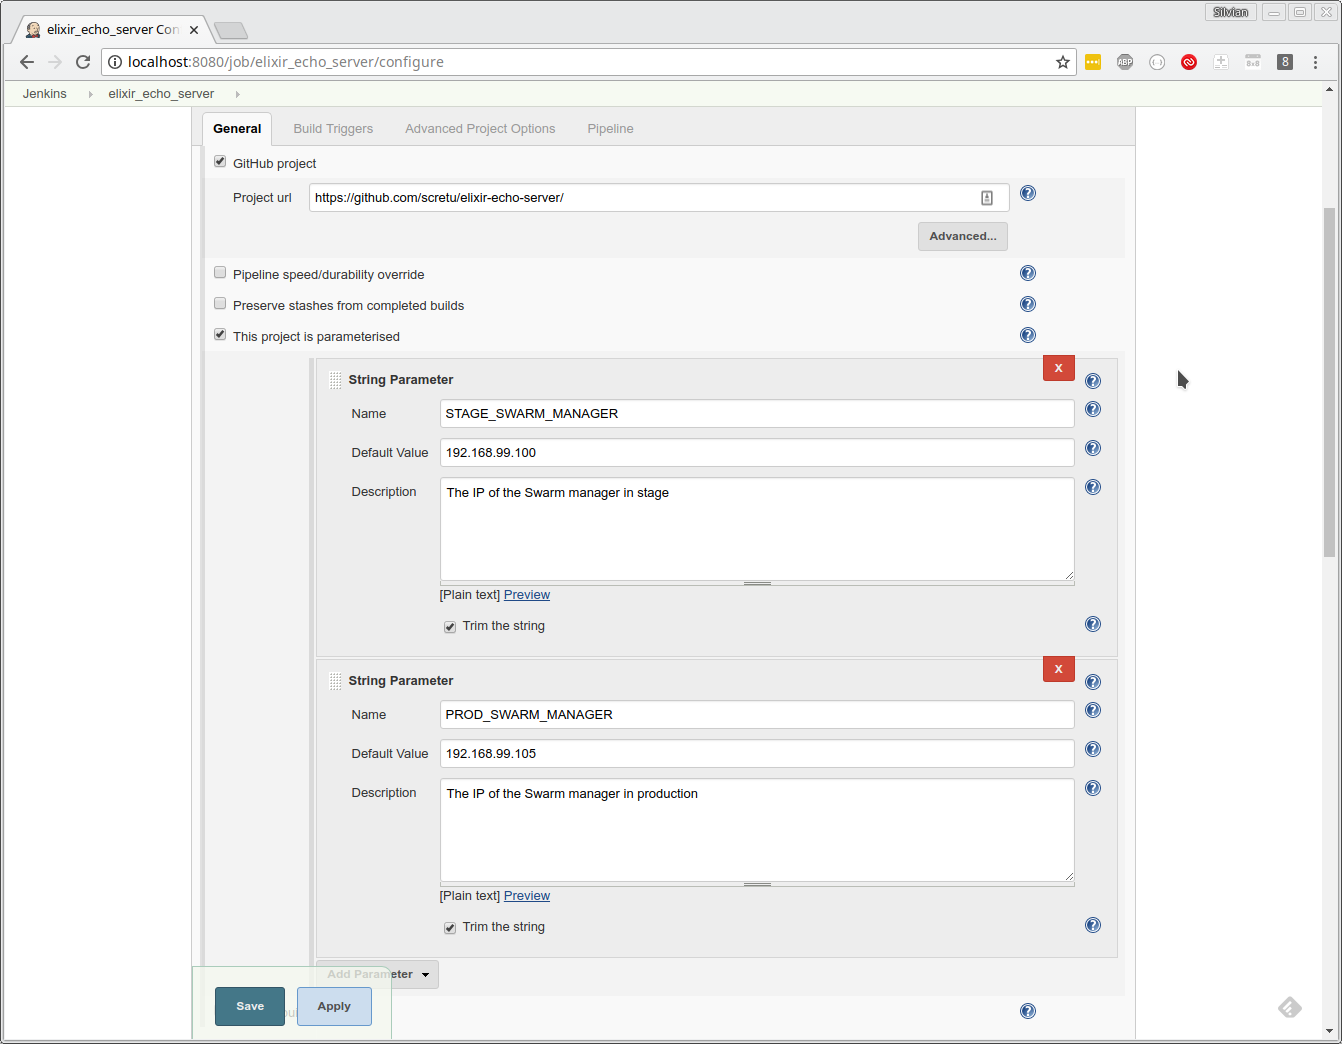 Silvian
elixir_echo_server Con
localhost:8080/job/elixir_echo_server/configure
ABP
8x8
8
Jenkins elixir_echo_server
General Build Triggers Advanced Project Options Pipeline
GitHub project
Project url https://github.com/scretu/elixir-echo-server/
Advanced...
Pipeline speed/durability override
Preserve stashes from completed builds
This project is parameterised
X
String Parameter
Name STAGE_SWARM_MANAGER
Default Value 192.168.99.100
Description The IP of the Swarm manager in stage
[Plain text] Preview
Trim the string
X
String Parameter
Name PROD_SWARM_MANAGER
Default Value 192.168.99.105
Description The IP of the Swarm manager in production
[Plain text] Preview
Trim the string
Add Parameter
Save Apply